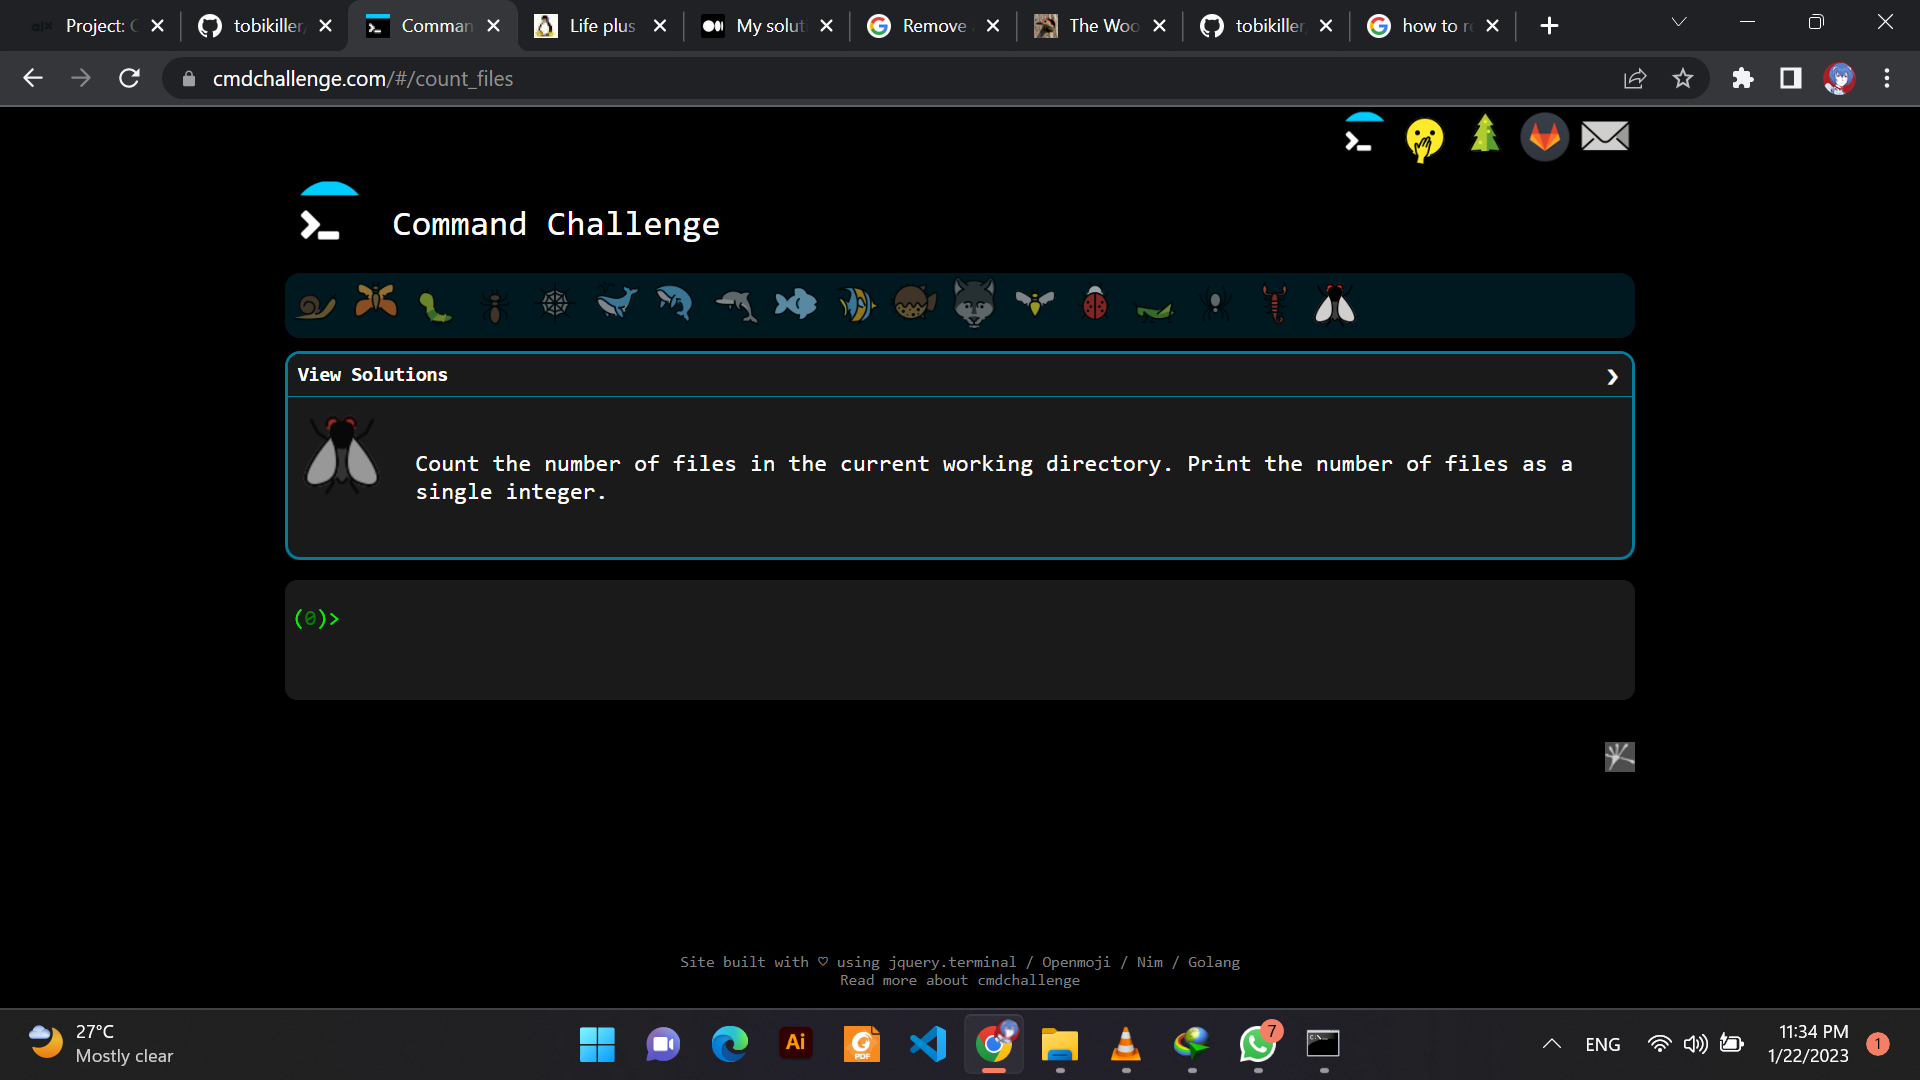 Project: C
tobikiller,
Comman
Life plus
My solut
Remove
The Woo
tobikiller,
how to re
cmdchallenge.com/#/count_files
Command Challenge
View Solutions
Count the number of files in the current working directory. Print the number of files as a
single integer.
(0)>
Site built with ♡ using jquery.terminal / Openmoji / Nim / Golang
Read more about cmdchallenge
27°C
Mostly clear
Ai
PDF
7
ENG
11:34 PM
1/22/2023
1